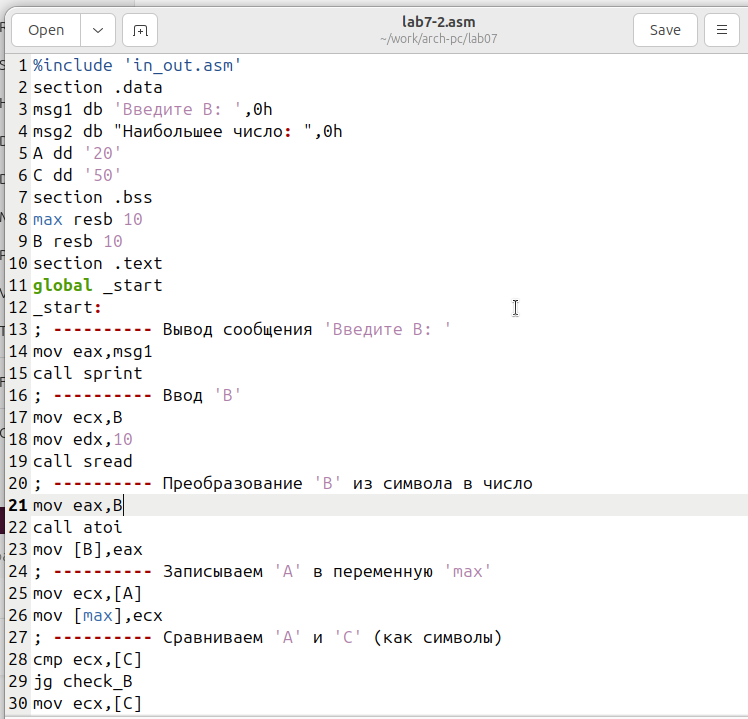 Open
lab7-2.asm
~/work/arch-pc/lab07
Save
1 %include 'in_out.asm'
2 section .data
3 msg1 db 'Введите B: ',0h
4 msg2 db "Наибольшее число: ",0h
5 A dd '20'
6 C dd '50'
7 section .bss
8 max resb 10
9 B resb 10
10 section .text
11 global _start
12 _start:
13 ; ---------- Вывод сообщения 'Введите B: '
14 mov eax,msg1
15 call sprint
16 ; ---------- Ввод 'B'
17 mov ecx,B
18 mov edx,10
19 call sread
20 ; ---------- Преобразование 'B' из символа в число
21 mov eax,B
22 call atoi
23 mov [B],eax
24 ; ---------- Записываем 'A' в переменную 'max'
25 mov ecx,[A]
26 mov [max],ecx
27 ; ---------- Сравниваем 'A' и 'C' (как символы)
28 cmp ecx,[C]
29 jg check_B
30 mov ecx,[C]